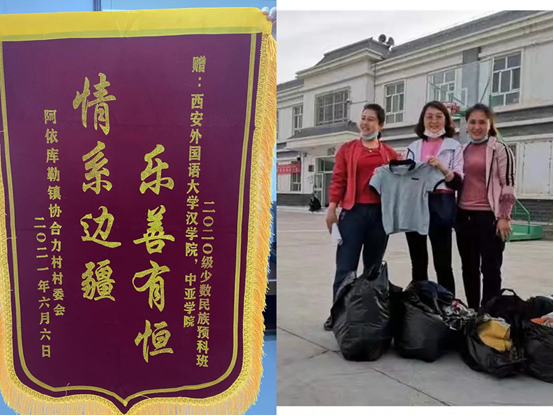 赠：西安外国语大学汉学院，中亚学院
二〇二〇级少数民族预科班
乐善有恒
情系边疆
阿依库勒镇协合力村村委会
二〇二一年六月六日